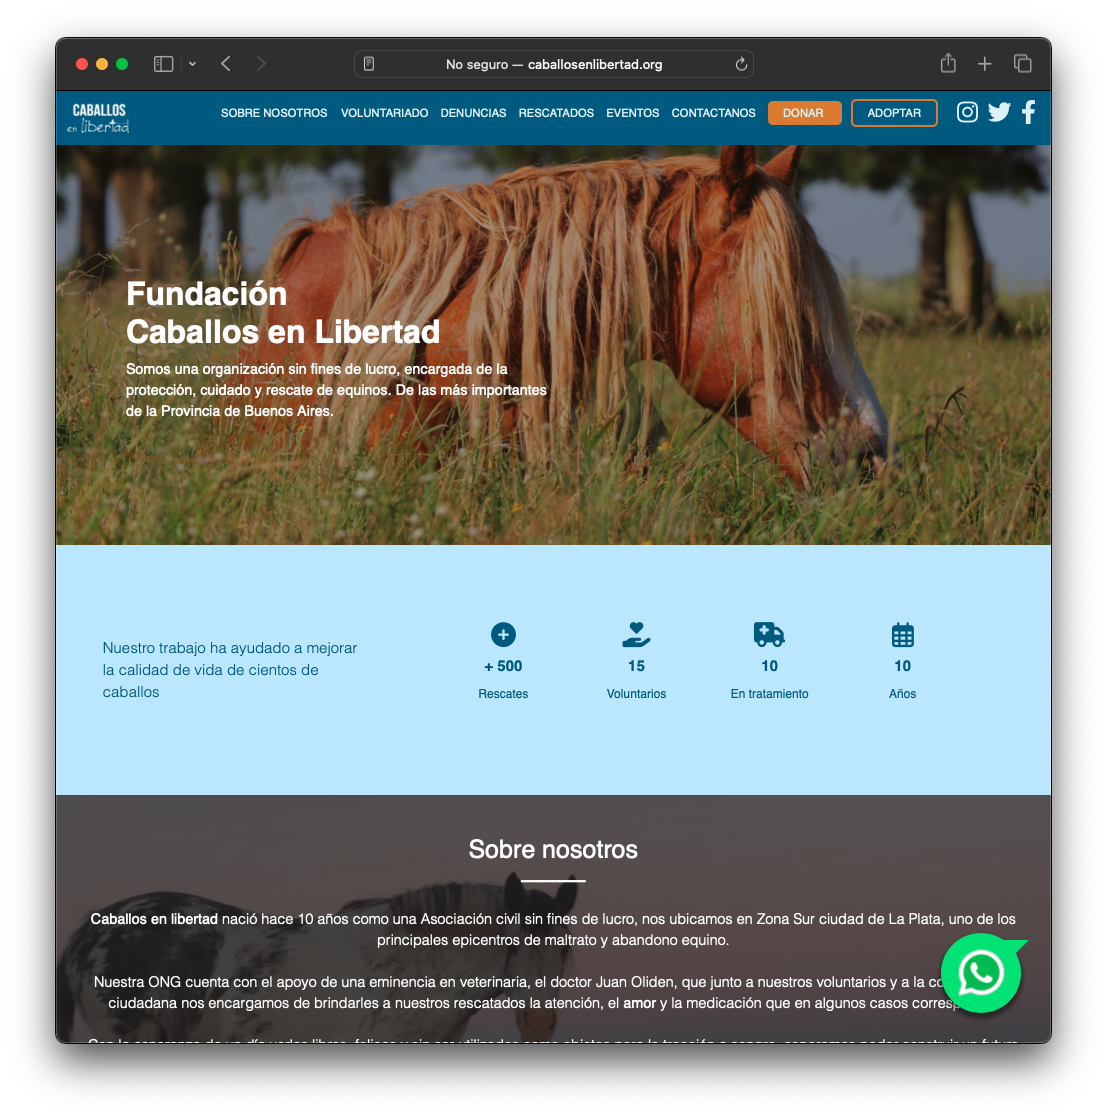 No seguro — caballosenlibertad.org
CABALLOS
en libertad
SOBRE NOSOTROS VOLUNTARIADO DENUNCIAS RESCATADOS EVENTOS CONTACTANOS DONAR ADOPTAR
Fundación
Caballos en Libertad
Somos una organización sin fines de lucro, encargada de la
protección, cuidado y rescate de equinos. De las más importantes
de la Provincia de Buenos Aires.
Nuestro trabajo ha ayudado a mejorar
la calidad de vida de cientos de
caballos
+ 500
Rescates
15
Voluntarios
10
En tratamiento
10
Años
Sobre nosotros
Caballos en libertad nació hace 10 años como una Asociación civil sin fines de lucro, nos ubicamos en Zona Sur ciudad de La Plata, uno de los
principales epicentros de maltrato y abandono equino.
Nuestra ONG cuenta con el apoyo de una eminencia en veterinaria, el doctor Juan Oliden, que junto a nuestros voluntarios y a la
ciudadana nos encargamos de brindarles a nuestros rescatados la atención, el amor y la medicación que en algunos casos